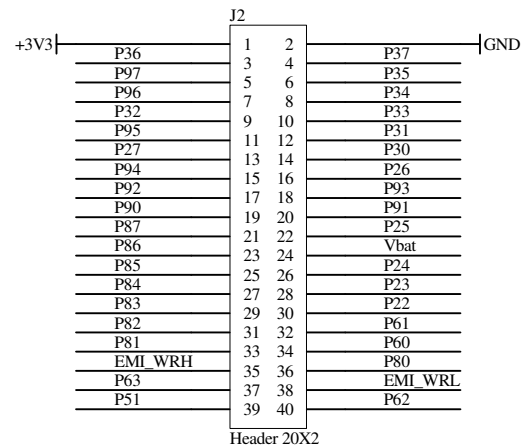 J2
+3V3 1 2 GND
P36 3 4 P37
P97 5 6 P35
P96 7 8 P34
P32 9 10 P33
P95 11 12 P31
P27 13 14 P30
P94 15 16 P26
P92 17 18 P93
P90 19 20 P91
P87 21 22 P25
P86 23 24 Vbat
P85 25 26 P24
P84 27 28 P23
P83 29 30 P22
P82 31 32 P61
P81 33 34 P60
EMI_WRH 35 36 P80
P63 37 38 EMI_WRL
P51 39 40 P62
Header 20X2